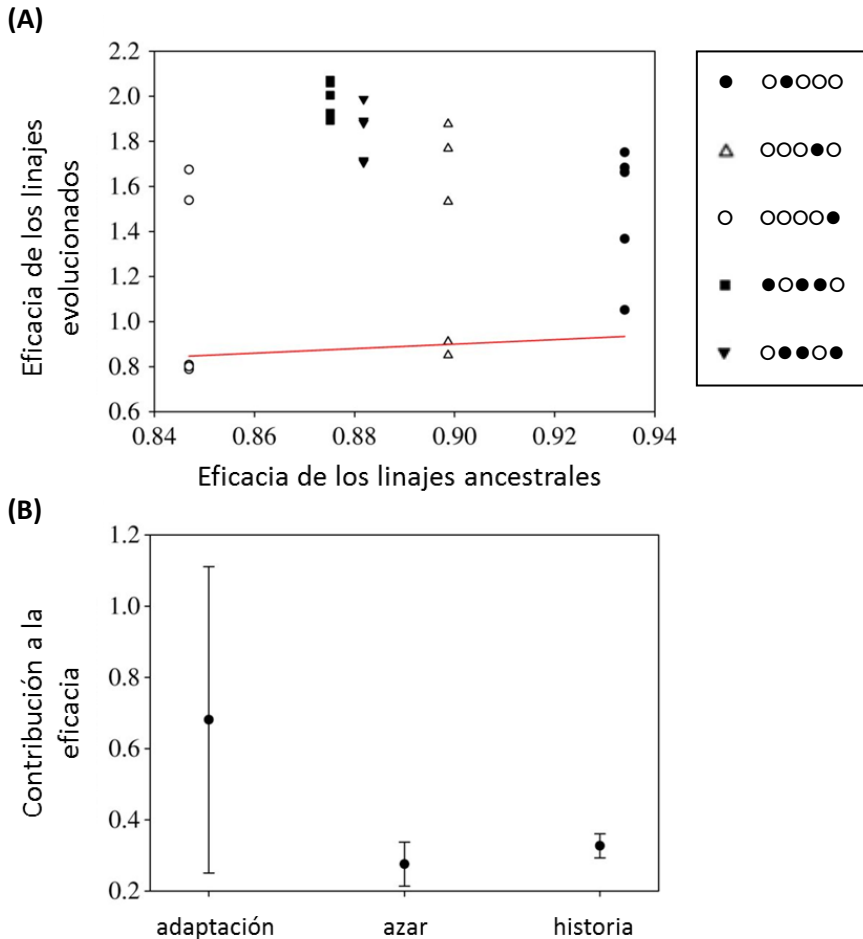 (A)
Eficacia de los linajes
evolucionados
2.2
2.0
1.8
1.6
1.4
1.2
1.0
0.8
0.6
0.84 0.86 0.88 0.90 0.92 0.94
Eficacia de los linajes ancestrales
(B)
Contribución a la
eficacia
1.2
1.0
0.8
0.6
0.4
0.2
adaptación azar historia